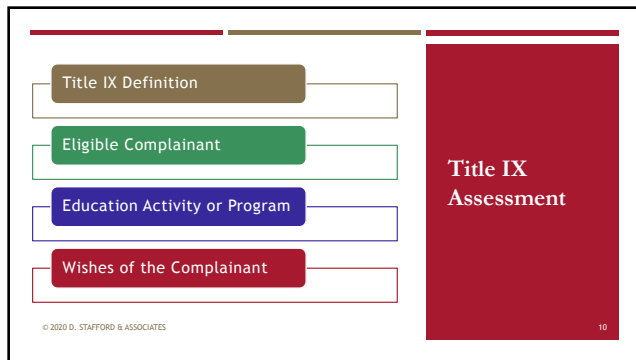 Title IX Definition
Eligible Complainant
Education Activity or Program
Wishes of the Complainant
Title IX
Assessment
© 2020 D. STAFFORD & ASSOCIATES
10